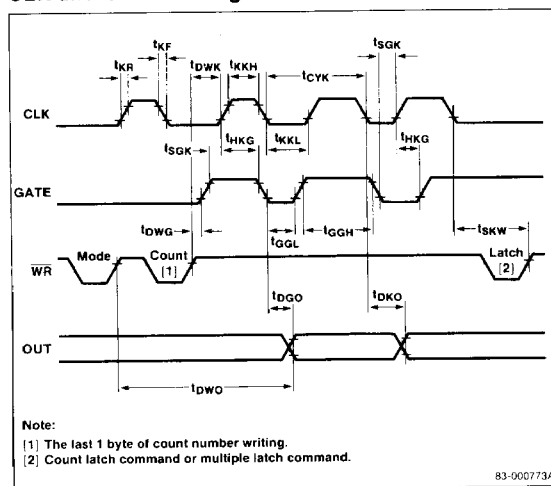 tSGK
tKR tKF tDWK tKKH tCYK
CLK
tSGK tHKG tKKL tHKG
GATE
tDWG tGGL tGGH tSKW
WR Mode Count [1] Latch [2]
tDGO tDKO
OUT
tDWO
Note:
[1] The last 1 byte of count number writing.
[2] Count latch command or multiple latch command.
83-000773A